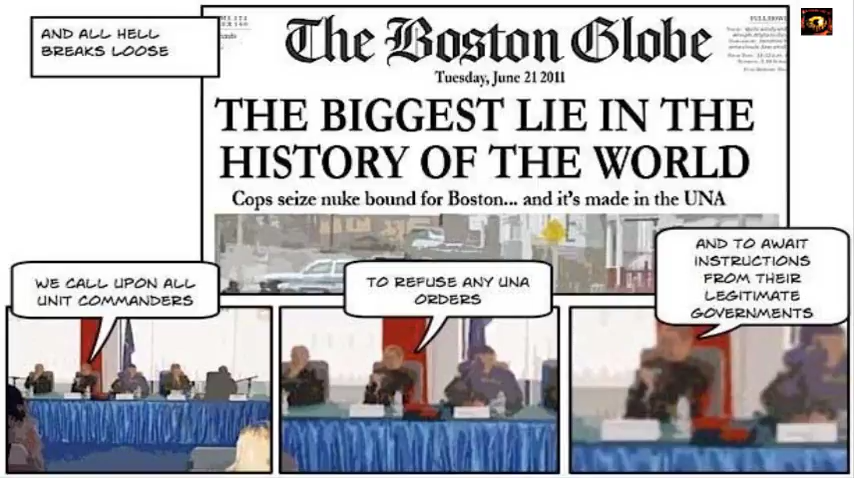 AND ALL HELL
BREAKS LOOSE
The Boston Globe
Tuesday, June 21 2011
THE BIGGEST LIE IN THE
HISTORY OF THE WORLD
Cops seize nuke bound for Boston... and it's made in the UNA
WE CALL UPON ALL
UNIT COMMANDERS
TO REFUSE ANY UNA
ORDERS
AND TO AWAIT
INSTRUCTIONS
FROM THEIR
LEGITIMATE
GOVERNMENTS